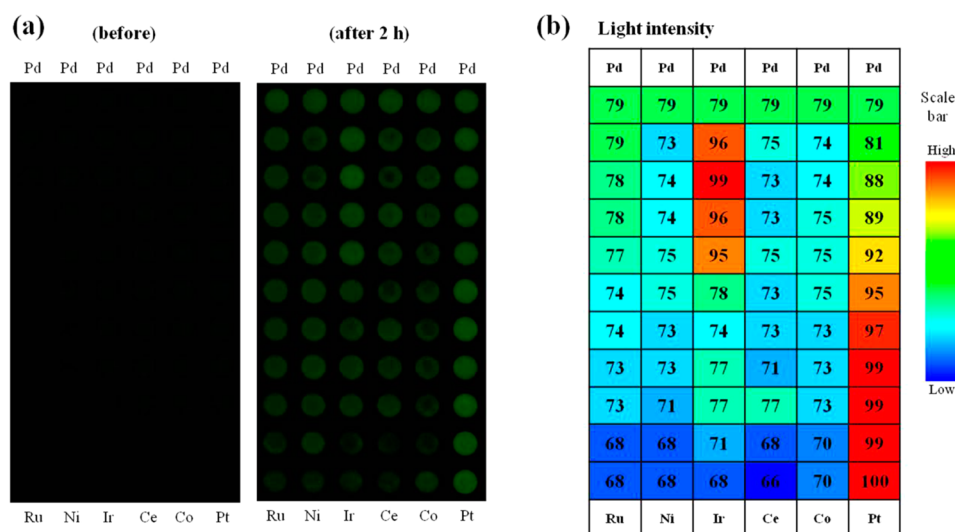 (a)
(before)
(after 2 h)
Pd Pd Pd Pd Pd Pd
Pd Pd Pd Pd Pd Pd
Ru Ni Ir Ce Co Pt
Ru Ni Ir Ce Co Pt
(b) Light intensity
Pd Pd Pd Pd Pd Pd
79 79 79 79 79 79
79 73 96 75 74 81
78 74 99 73 74 88
78 74 96 73 75 89
77 75 95 75 75 92
74 75 78 73 75 95
74 73 74 73 73 97
73 73 77 71 73 99
73 71 77 77 73 99
68 68 71 68 70 99
68 68 68 66 70 100
Ru Ni Ir Ce Co Pt
Scale
bar
High
Low